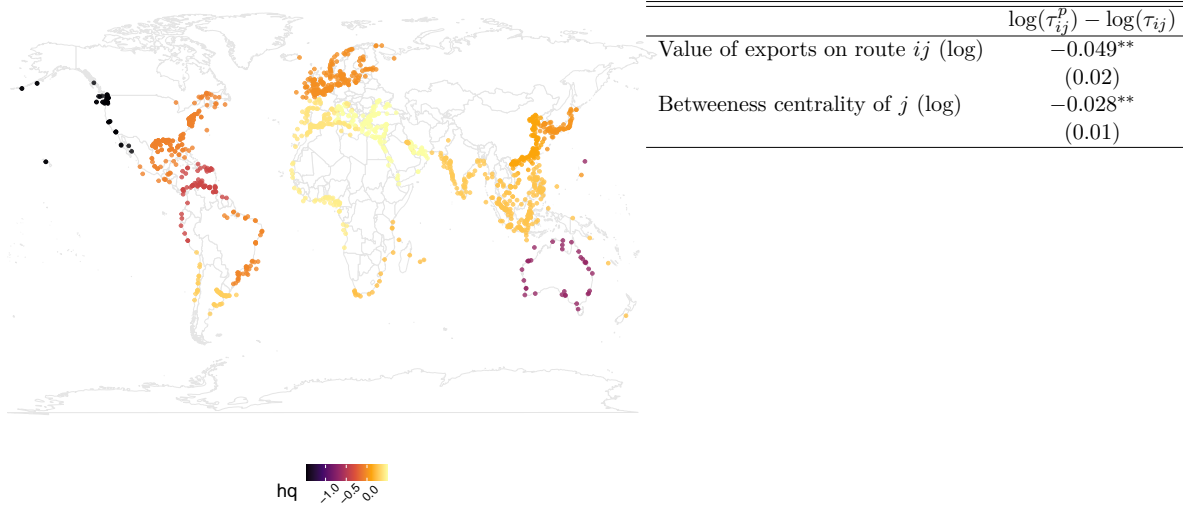 log(τ^p_ij) − log(τ_ij)
Value of exports on route ij (log) −0.049**
(0.02)
Betweeness centrality of j (log) −0.028**
(0.01)
hq
−1.0 −0.5 0.0